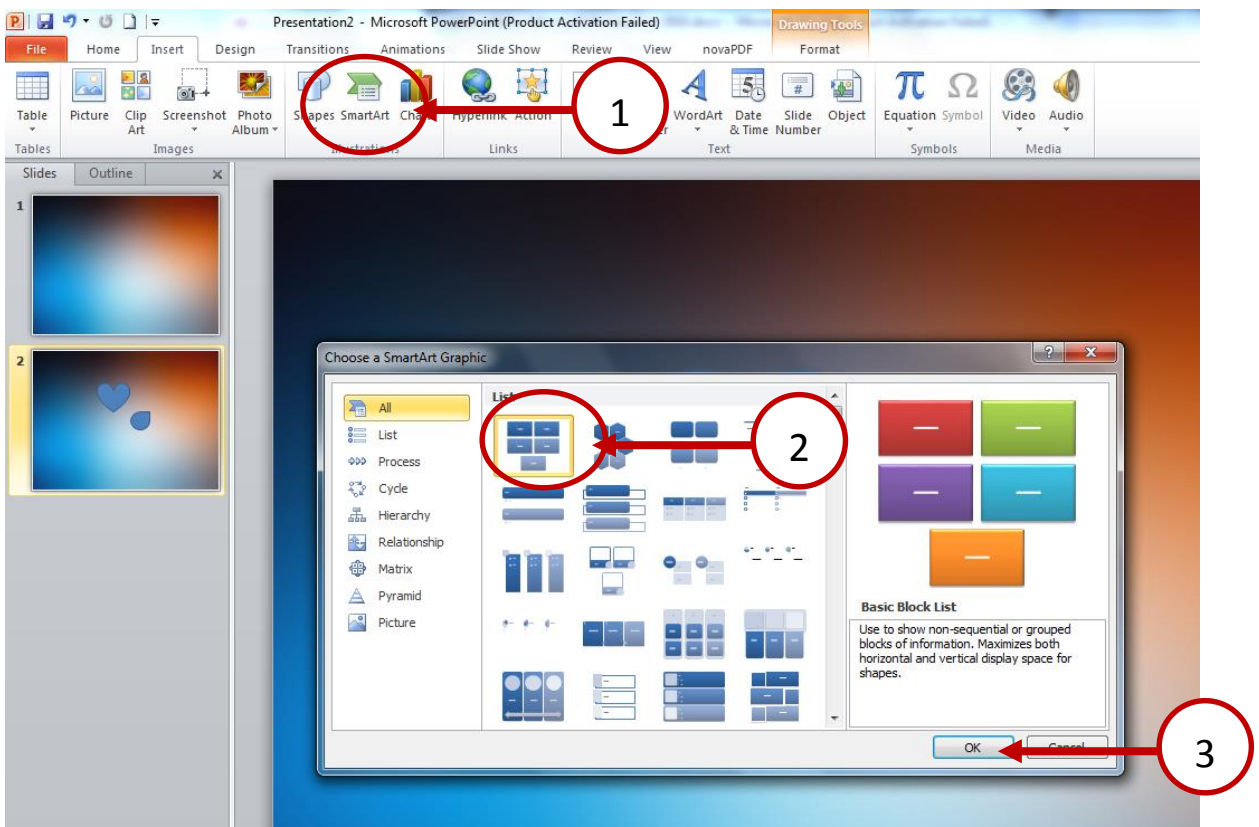 Presentation2 - Microsoft PowerPoint (Product Activation Failed)
Drawing Tools
File Home Insert Design Transitions Animations Slide Show Review View novaPDF Format
Table Picture Clip Art Screenshot Photo Album Shapes SmartArt Hyperlink Action WordArt Date & Time Slide Number Object Equation Symbol Video Audio
Tables Images Illustrations Links Text Symbols Media
1
Slides Outline
1
2
Choose a SmartArt Graphic
All
List
Process
Cycle
Hierarchy
Relationship
Matrix
Pyramid
Picture
List
2
Basic Block List
Use to show non-sequential or grouped
blocks of information. Maximizes both
horizontal and vertical display space for
shapes.
OK Cancel
3